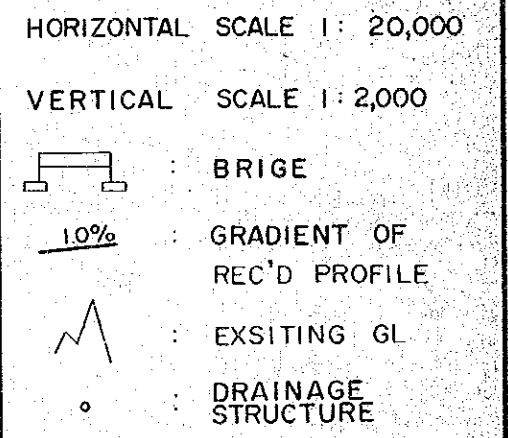 HORIZONTAL SCALE 1: 20,000
VERTICAL SCALE 1:2,000
: BRIGE
1.0% : GRADIENT OF
REC'D PROFILE
: EXSITING GL
: DRAINAGE
STRUCTURE